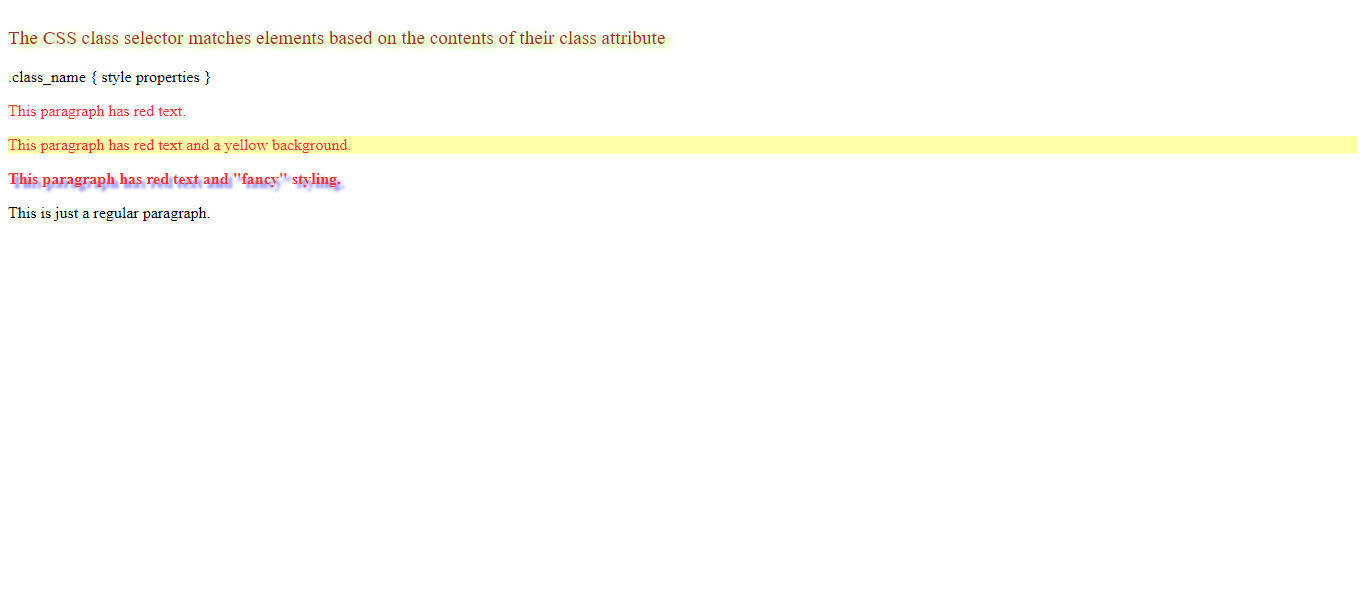 The CSS class selector matches elements based on the contents of their class attribute
.class_name { style properties }
This paragraph has red text.
This paragraph has red text and a yellow background.
This paragraph has red text and "fancy" styling.
This is just a regular paragraph.